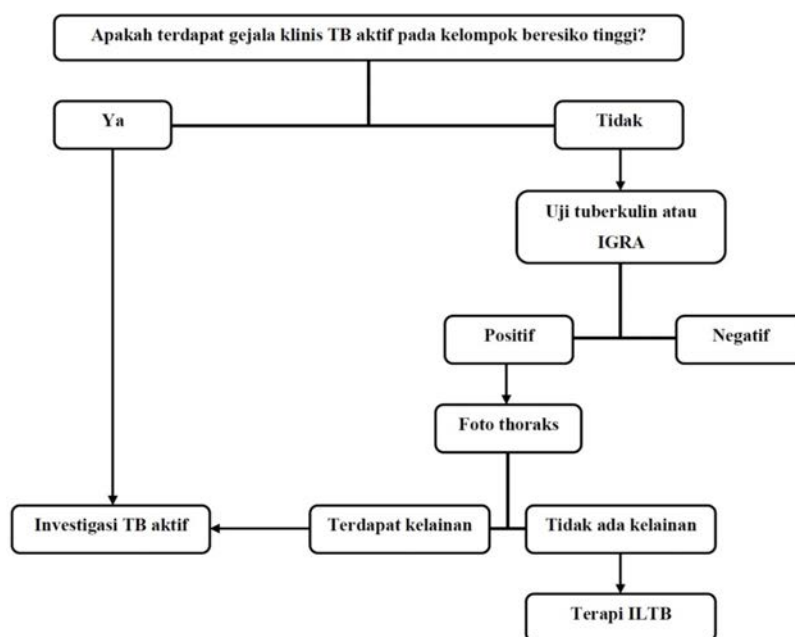 Apakah terdapat gejala klinis TB aktif pada kelompok beresiko tinggi?
Ya
Tidak
Uji tuberkulin atau
IGRA
Positif
Negatif
Foto thoraks
Investigasi TB aktif
Terdapat kelainan
Tidak ada kelainan
Terapi ILTB